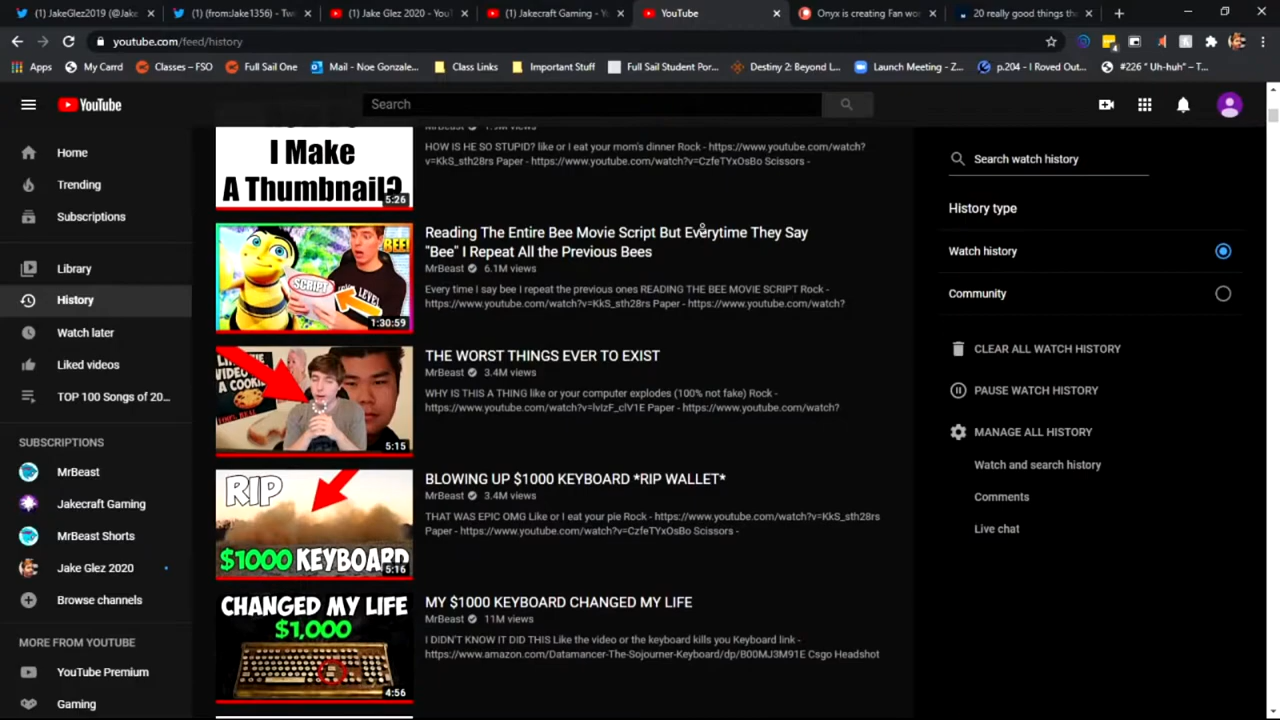 (1) JakeGlez2019 (@Jake
(1) (from:Jake1356) - Tw
(1) Jake Glez 2020 - You
(1) Jakecraft Gaming - Y
YouTube
Onyx is creating Fan wo
20 really good things th
youtube.com/feed/history
Apps
My Carrd
Classes – FSO
Full Sail One
Mail - Noe Gonzale...
Class Links
Important Stuff
Full Sail Student Por...
Destiny 2: Beyond L...
Launch Meeting - Z...
p.204 - I Roved Out...
#226 “ Uh-huh” – T...
YouTube
Search
Home
Trending
Subscriptions
Library
History
Watch later
Liked videos
TOP 100 Songs of 20...
SUBSCRIPTIONS
MrBeast
Jakecraft Gaming
MrBeast Shorts
Jake Glez 2020
Browse channels
MORE FROM YOUTUBE
Premium
Gaming
I Make
A Thumbnail?
5:26
MrBeast 1.9M views
HOW IS HE SO STUPID? like or I eat your mom's dinner Rock - https://www.youtube.com/watch?
v=KkS_sth28rs Paper - https://www.youtube.com/watch?v=CzfeTYxOsBo Scissors -
BEE!
SCRIPT
LEVEL
1:30:59
Reading The Entire Bee Movie Script But Everytime They Say
"Bee" I Repeat All the Previous Bees
MrBeast 6.1M views
Every time I say bee I repeat the previous ones READING THE BEE MOVIE SCRIPT Rock -
https://www.youtube.com/watch?v=KkS_sth28rs Paper - https://www.youtube.com/watch?
VIDEO
A COOKIE
100% REAL
5:15
THE WORST THINGS EVER TO EXIST
MrBeast 3.4M views
WHY IS THIS A THING like or your computer explodes (100% not fake) Rock -
https://www.youtube.com/watch?v=lvIzF_clV1E Paper - https://www.youtube.com/watch?
RIP
$1000 KEYBOARD
5:16
BLOWING UP $1000 KEYBOARD *RIP WALLET*
MrBeast 3.4M views
THAT WAS EPIC OMG Like or I eat your pie Rock - https://www.youtube.com/watch?v=KkS_sth28rs
Paper - https://www.youtube.com/watch?v=CzfeTYxOsBo Scissors -
CHANGED MY LIFE
$1,000
4:56
MY $1000 KEYBOARD CHANGED MY LIFE
MrBeast 11M views
I DIDN'T KNOW IT DID THIS Like the video or the keyboard kills you Keyboard link -
https://www.amazon.com/Datamancer-The-Sojourner-Keyboard/dp/B00MJ3M91E Csgo Headshot
Search watch history
History type
Watch history
Community
CLEAR ALL WATCH HISTORY
PAUSE WATCH HISTORY
MANAGE ALL HISTORY
Watch and search history
Comments
Live chat